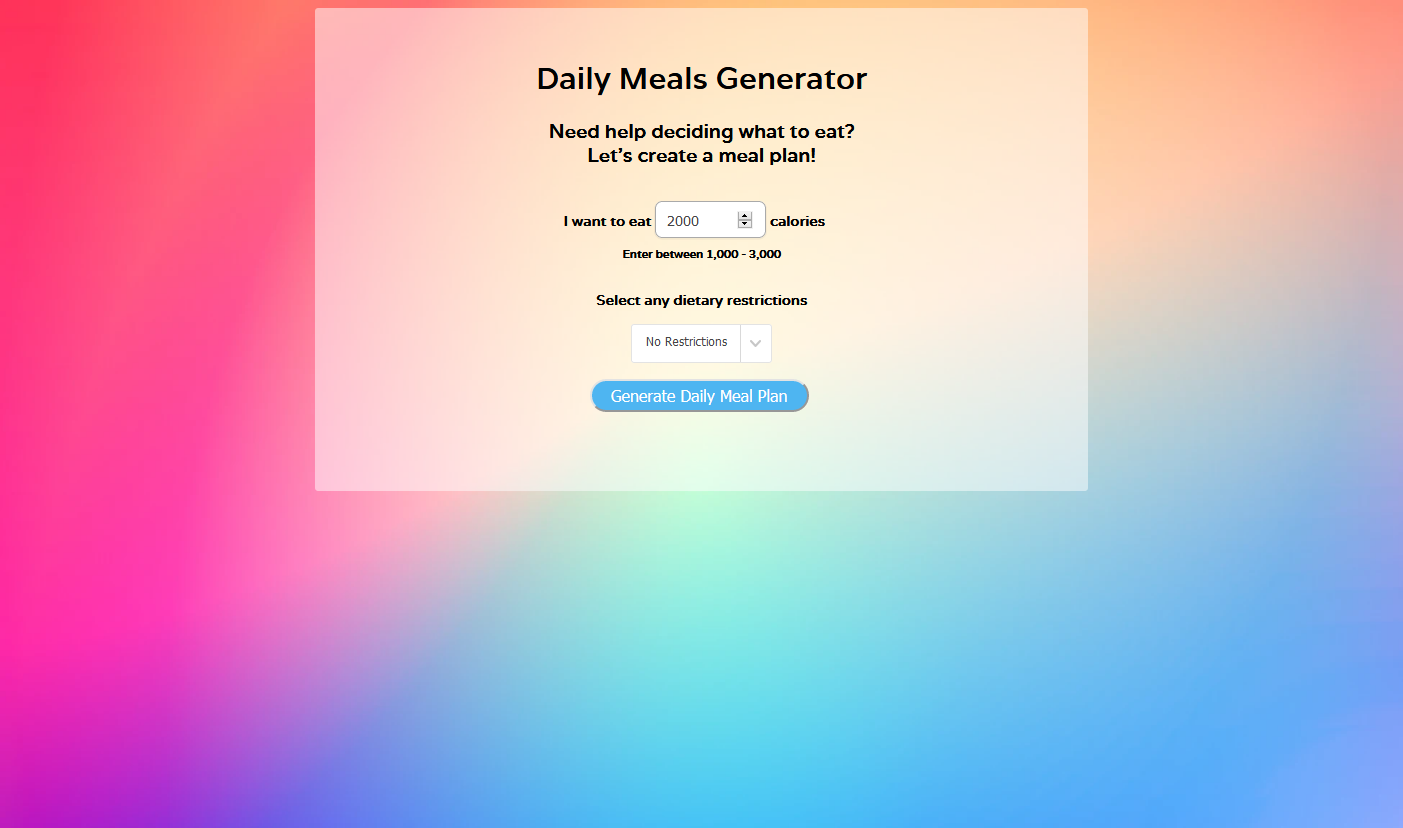 Daily Meals Generator
Need help deciding what to eat?
Let's create a meal plan!
I want to eat 2000 calories
Enter between 1,000 - 3,000
Select any dietary restrictions
No Restrictions
Generate Daily Meal Plan